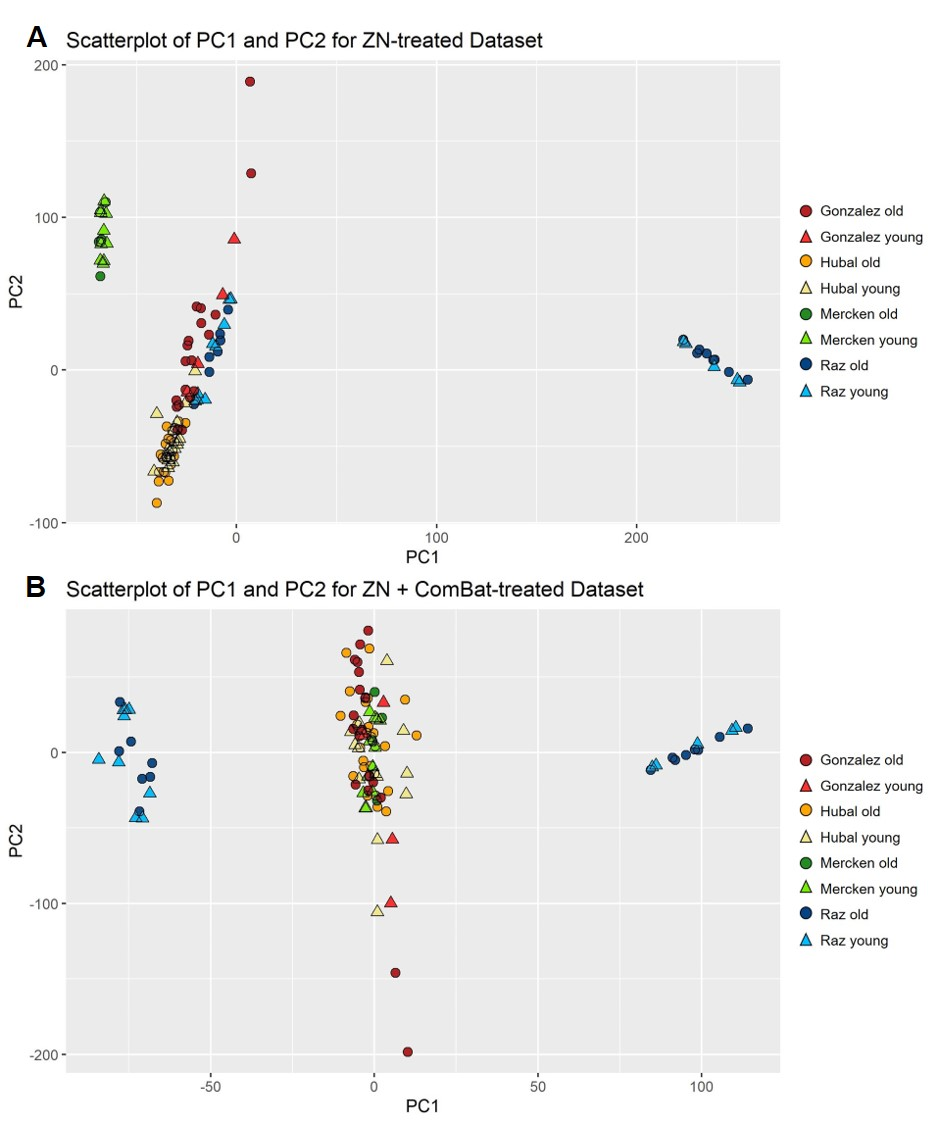 A Scatterplot of PC1 and PC2 for ZN-treated Dataset
200
100
0
-100
PC2
0 100 200
PC1
Gonzalez old
Gonzalez young
Hubal old
Hubal young
Mercken old
Mercken young
Raz old
Raz young
B Scatterplot of PC1 and PC2 for ZN + ComBat-treated Dataset
0
-100
-200
PC2
-50 0 50 100
PC1
Gonzalez old
Gonzalez young
Hubal old
Hubal young
Mercken old
Mercken young
Raz old
Raz young